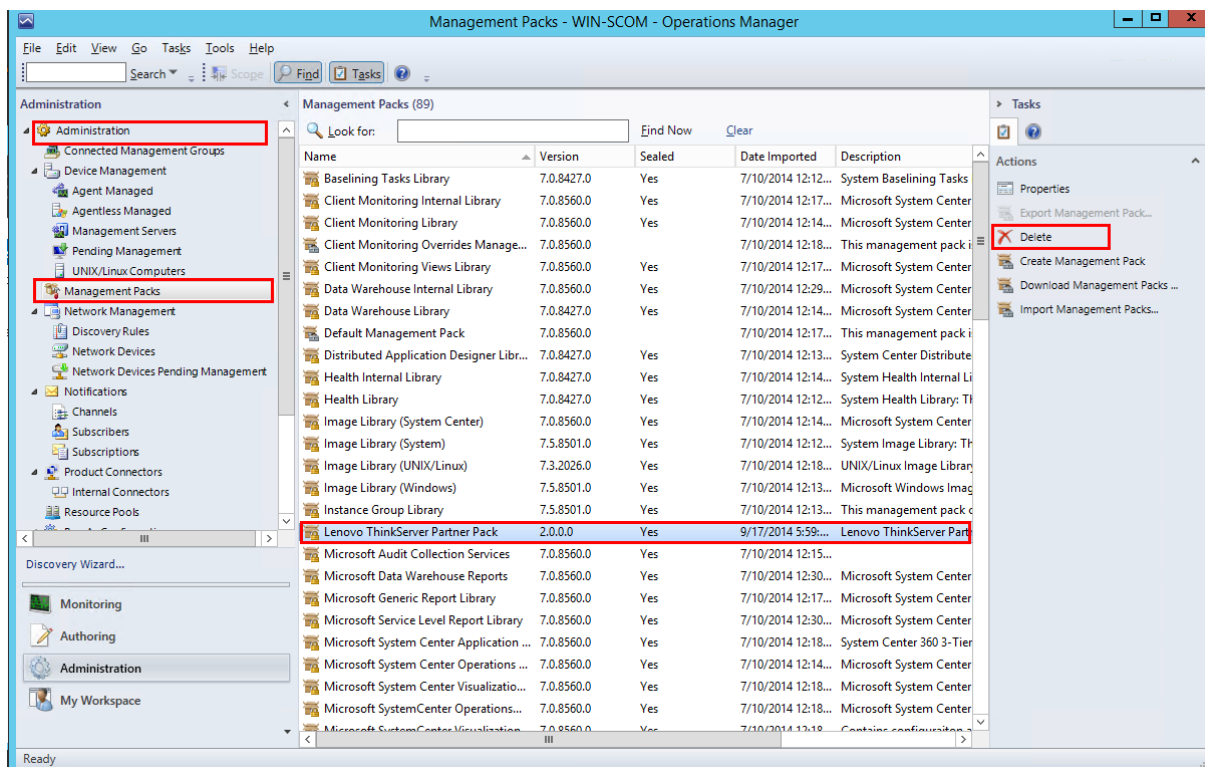 Management Packs - WIN-SCOM - Operations Manager
File Edit View Go Tasks Tools Help
Search Scope Find Tasks
Administration
Administration
Connected Management Groups
Device Management
Agent Managed
Agentless Managed
Management Servers
Pending Management
UNIX/Linux Computers
Management Packs
Network Management
Discovery Rules
Network Devices
Network Devices Pending Management
Notifications
Channels
Subscribers
Subscriptions
Product Connectors
Internal Connectors
Resource Pools
Discovery Wizard...
Monitoring
Authoring
Administration
My Workspace
Management Packs (89)
Look for: Find Now Clear
Name Version Sealed Date Imported Description
Baselining Tasks Library 7.0.8427.0 Yes 7/10/2014 12:12... System Baselining Tasks
Client Monitoring Internal Library 7.0.8560.0 Yes 7/10/2014 12:17... Microsoft System Center
Client Monitoring Library 7.0.8560.0 Yes 7/10/2014 12:14... Microsoft System Center
Client Monitoring Overrides Manage... 7.0.8560.0 7/10/2014 12:18... This management pack i
Client Monitoring Views Library 7.0.8560.0 Yes 7/10/2014 12:17... Microsoft System Center
Data Warehouse Internal Library 7.0.8560.0 Yes 7/10/2014 12:29... Microsoft System Center
Data Warehouse Library 7.0.8427.0 Yes 7/10/2014 12:14... Microsoft System Center
Default Management Pack 7.0.8560.0 7/10/2014 12:17... This management pack i
Distributed Application Designer Libr... 7.0.8427.0 Yes 7/10/2014 12:13... System Center Distribute
Health Internal Library 7.0.8427.0 Yes 7/10/2014 12:14... System Health Internal Li
Health Library 7.0.8427.0 Yes 7/10/2014 12:12... System Health Library: Th
Image Library (System Center) 7.0.8560.0 Yes 7/10/2014 12:14... Microsoft System Center
Image Library (System) 7.5.8501.0 Yes 7/10/2014 12:12... System Image Library: Th
Image Library (UNIX/Linux) 7.3.2026.0 Yes 7/10/2014 12:18... UNIX/Linux Image Library
Image Library (Windows) 7.5.8501.0 Yes 7/10/2014 12:13... Microsoft Windows Imag
Instance Group Library 7.5.8501.0 Yes 7/10/2014 12:13... This management pack c
Lenovo ThinkServer Partner Pack 2.0.0.0 Yes 9/17/2014 5:59:... Lenovo ThinkServer Part
Microsoft Audit Collection Services 7.0.8560.0 Yes 7/10/2014 12:15...
Microsoft Data Warehouse Reports 7.0.8560.0 Yes 7/10/2014 12:30... Microsoft System Center
Microsoft Generic Report Library 7.0.8560.0 Yes 7/10/2014 12:17... Microsoft System Center
Microsoft Service Level Report Library 7.0.8560.0 Yes 7/10/2014 12:30... Microsoft System Center
Microsoft System Center Application ... 7.0.8560.0 Yes 7/10/2014 12:18... System Center 360 3-Tier
Microsoft System Center Operations ... 7.0.8560.0 Yes 7/10/2014 12:14... Microsoft System Center
Microsoft System Center Visualizatio... 7.0.8560.0 Yes 7/10/2014 12:18... Microsoft System Center
Microsoft SystemCenter Operations... 7.0.8560.0 Yes 7/10/2014 12:18... Microsoft System Center
Microsoft SystemCenter Visualization 7.0.8560.0 Yes 7/10/2014 12:18
Tasks
Actions
Properties
Export Management Pack...
Delete
Create Management Pack
Download Management Packs ...
Import Management Packs...
Ready